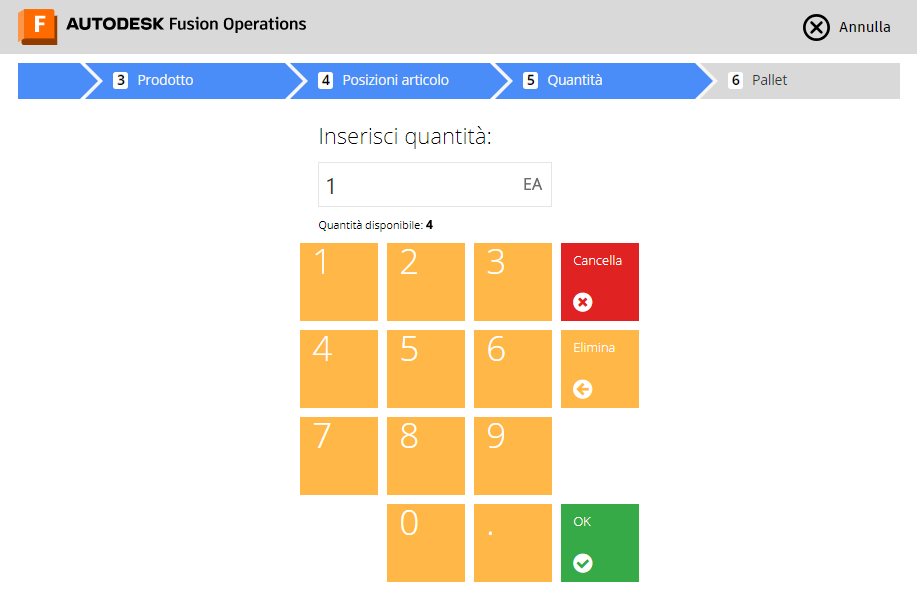 F AUTODESK Fusion Operations
Annulla
3 Prodotto
4 Posizioni articolo
5 Quantità
6 Pallet
Inserisci quantità:
1 EA
Quantità disponibile: 4
1 2 3 Cancella
4 5 6 Elimina
7 8 9
0 . OK